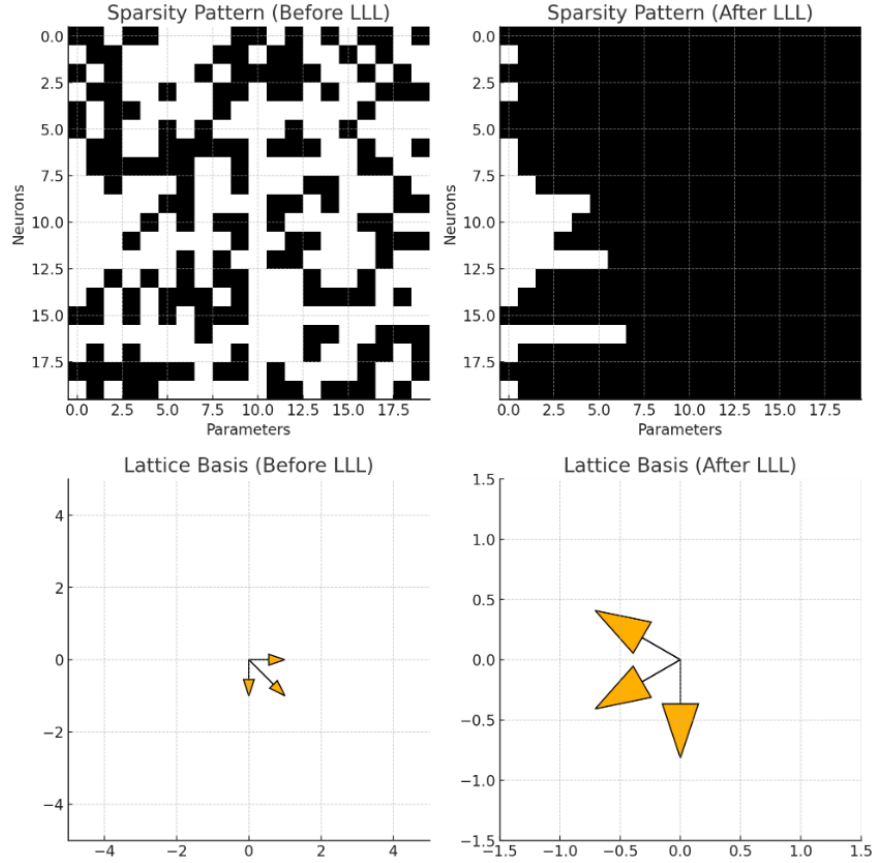 Sparsity Pattern (Before LLL)
0.0
2.5
5.0
7.5
10.0
12.5
15.0
17.5
Neurons
0.0 2.5 5.0 7.5 10.0 12.5 15.0 17.5
Parameters
Sparsity Pattern (After LLL)
0.0
2.5
5.0
7.5
10.0
12.5
15.0
17.5
Neurons
0.0 2.5 5.0 7.5 10.0 12.5 15.0 17.5
Parameters
Lattice Basis (Before LLL)
4
2
0
−2
−4
−4 −2 0 2 4
Lattice Basis (After LLL)
1.5
1.0
0.5
0.0
−0.5
−1.0
−1.5
−1.5 −1.0 −0.5 0.0 0.5 1.0 1.5